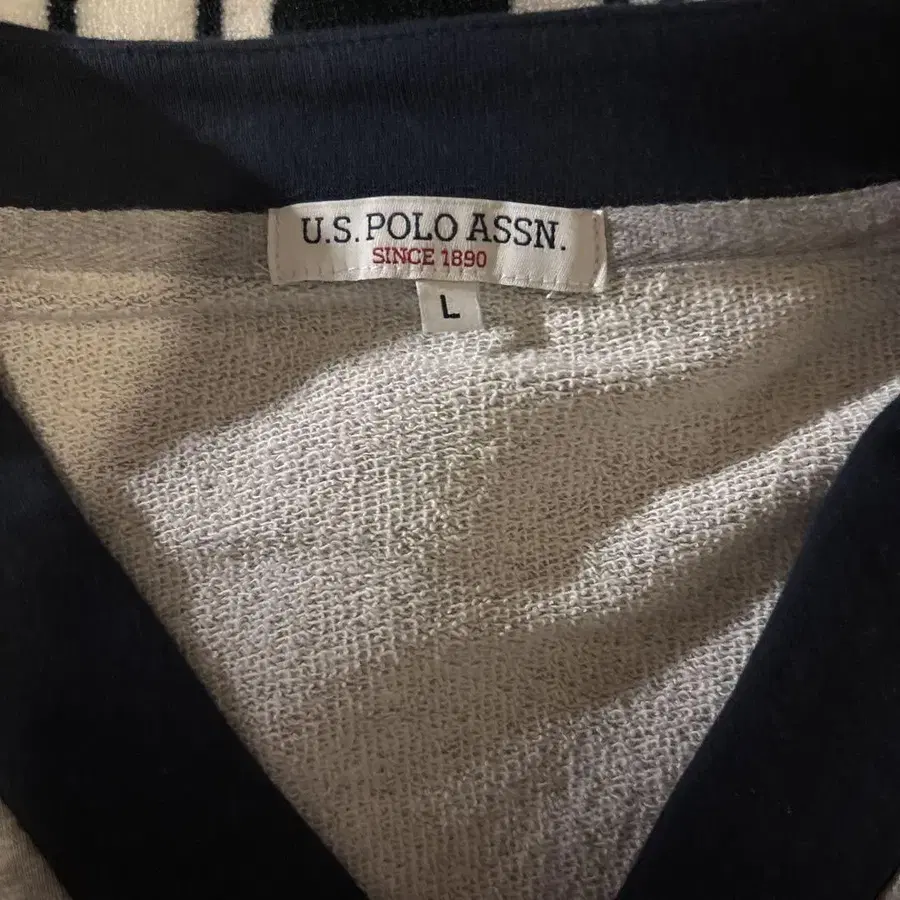 U.S. POLO ASSN.
SINCE 1890
L